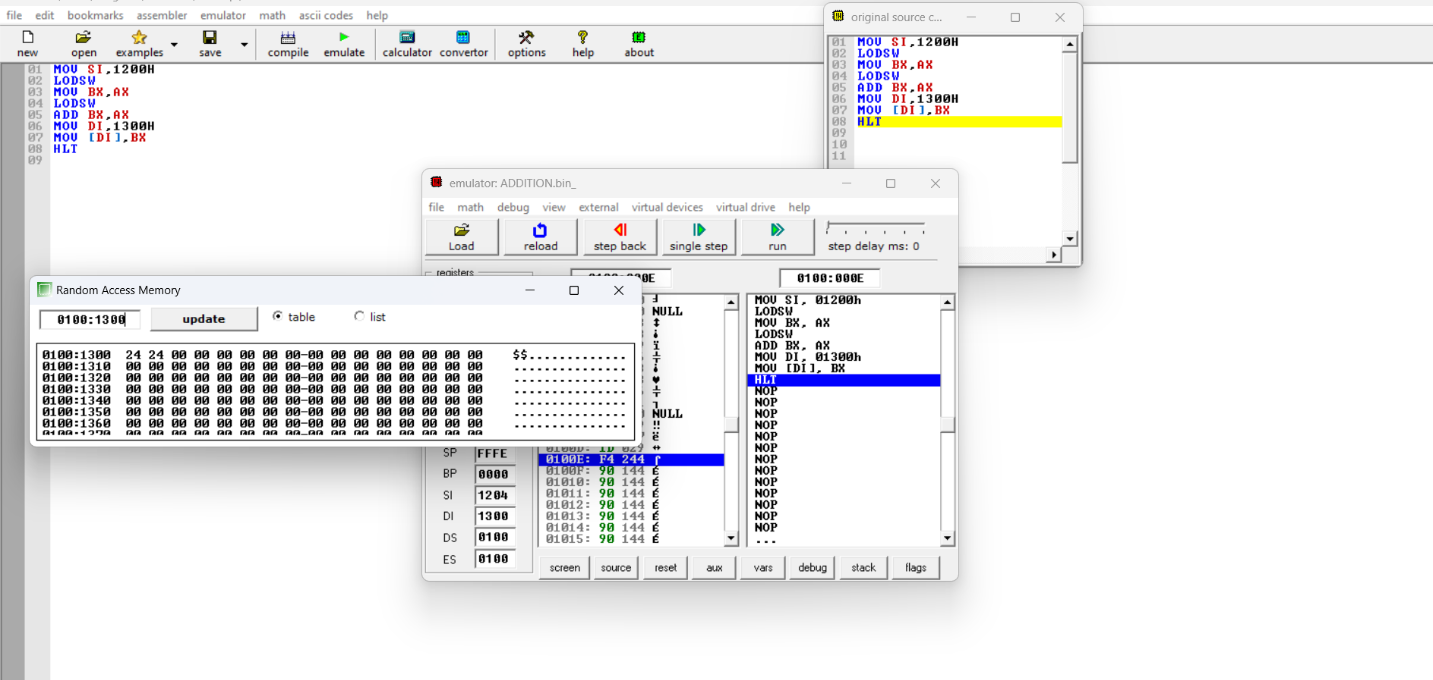 file edit bookmarks assembler emulator math ascii codes help
new open examples save compile emulate calculator convertor options help about
01 MOV SI,1200H
02 LODSW
03 MOV BX,AX
04 LODSW
05 ADD BX,AX
06 MOV DI,1300H
07 MOV [DI],BX
08 HLT
09
original source c...
01 MOV SI,1200H
02 LODSW
03 MOV BX,AX
04 LODSW
05 ADD BX,AX
06 MOV DI,1300H
07 MOV [DI],BX
08 HLT
09
10
11
emulator: ADDITION.bin_
file math debug view external virtual devices virtual drive help
Load reload step back single step run step delay ms: 0
registers
0100:000E
Random Access Memory
0100:1300 update table list
0100:1300 24 24 00 00 00 00 00 00-00 00 00 00 00 00 00 00 $$..............
0100:1310 00 00 00 00 00 00 00 00-00 00 00 00 00 00 00 00 ................
0100:1320 00 00 00 00 00 00 00 00-00 00 00 00 00 00 00 00 ................
0100:1330 00 00 00 00 00 00 00 00-00 00 00 00 00 00 00 00 ................
0100:1340 00 00 00 00 00 00 00 00-00 00 00 00 00 00 00 00 ................
0100:1350 00 00 00 00 00 00 00 00-00 00 00 00 00 00 00 00 ................
0100:1360 00 00 00 00 00 00 00 00-00 00 00 00 00 00 00 00 ................
NULL
NULL
SP FFFE
BP 0000
SI 1204
DI 1300
DS 0100
ES 0100
0100D: 1D 029 ↔
0100E: F4 244 ⌠
0100F: 90 144 É
01010: 90 144 É
01011: 90 144 É
01012: 90 144 É
01013: 90 144 É
01014: 90 144 É
01015: 90 144 É
MOV SI, 01200h
LODSW
MOV BX, AX
LODSW
ADD BX, AX
MOV DI, 01300h
MOV [DI], BX
HLT
NOP
NOP
NOP
NOP
NOP
NOP
NOP
NOP
NOP
NOP
NOP
NOP
NOP
...
screen source reset aux vars debug stack flags